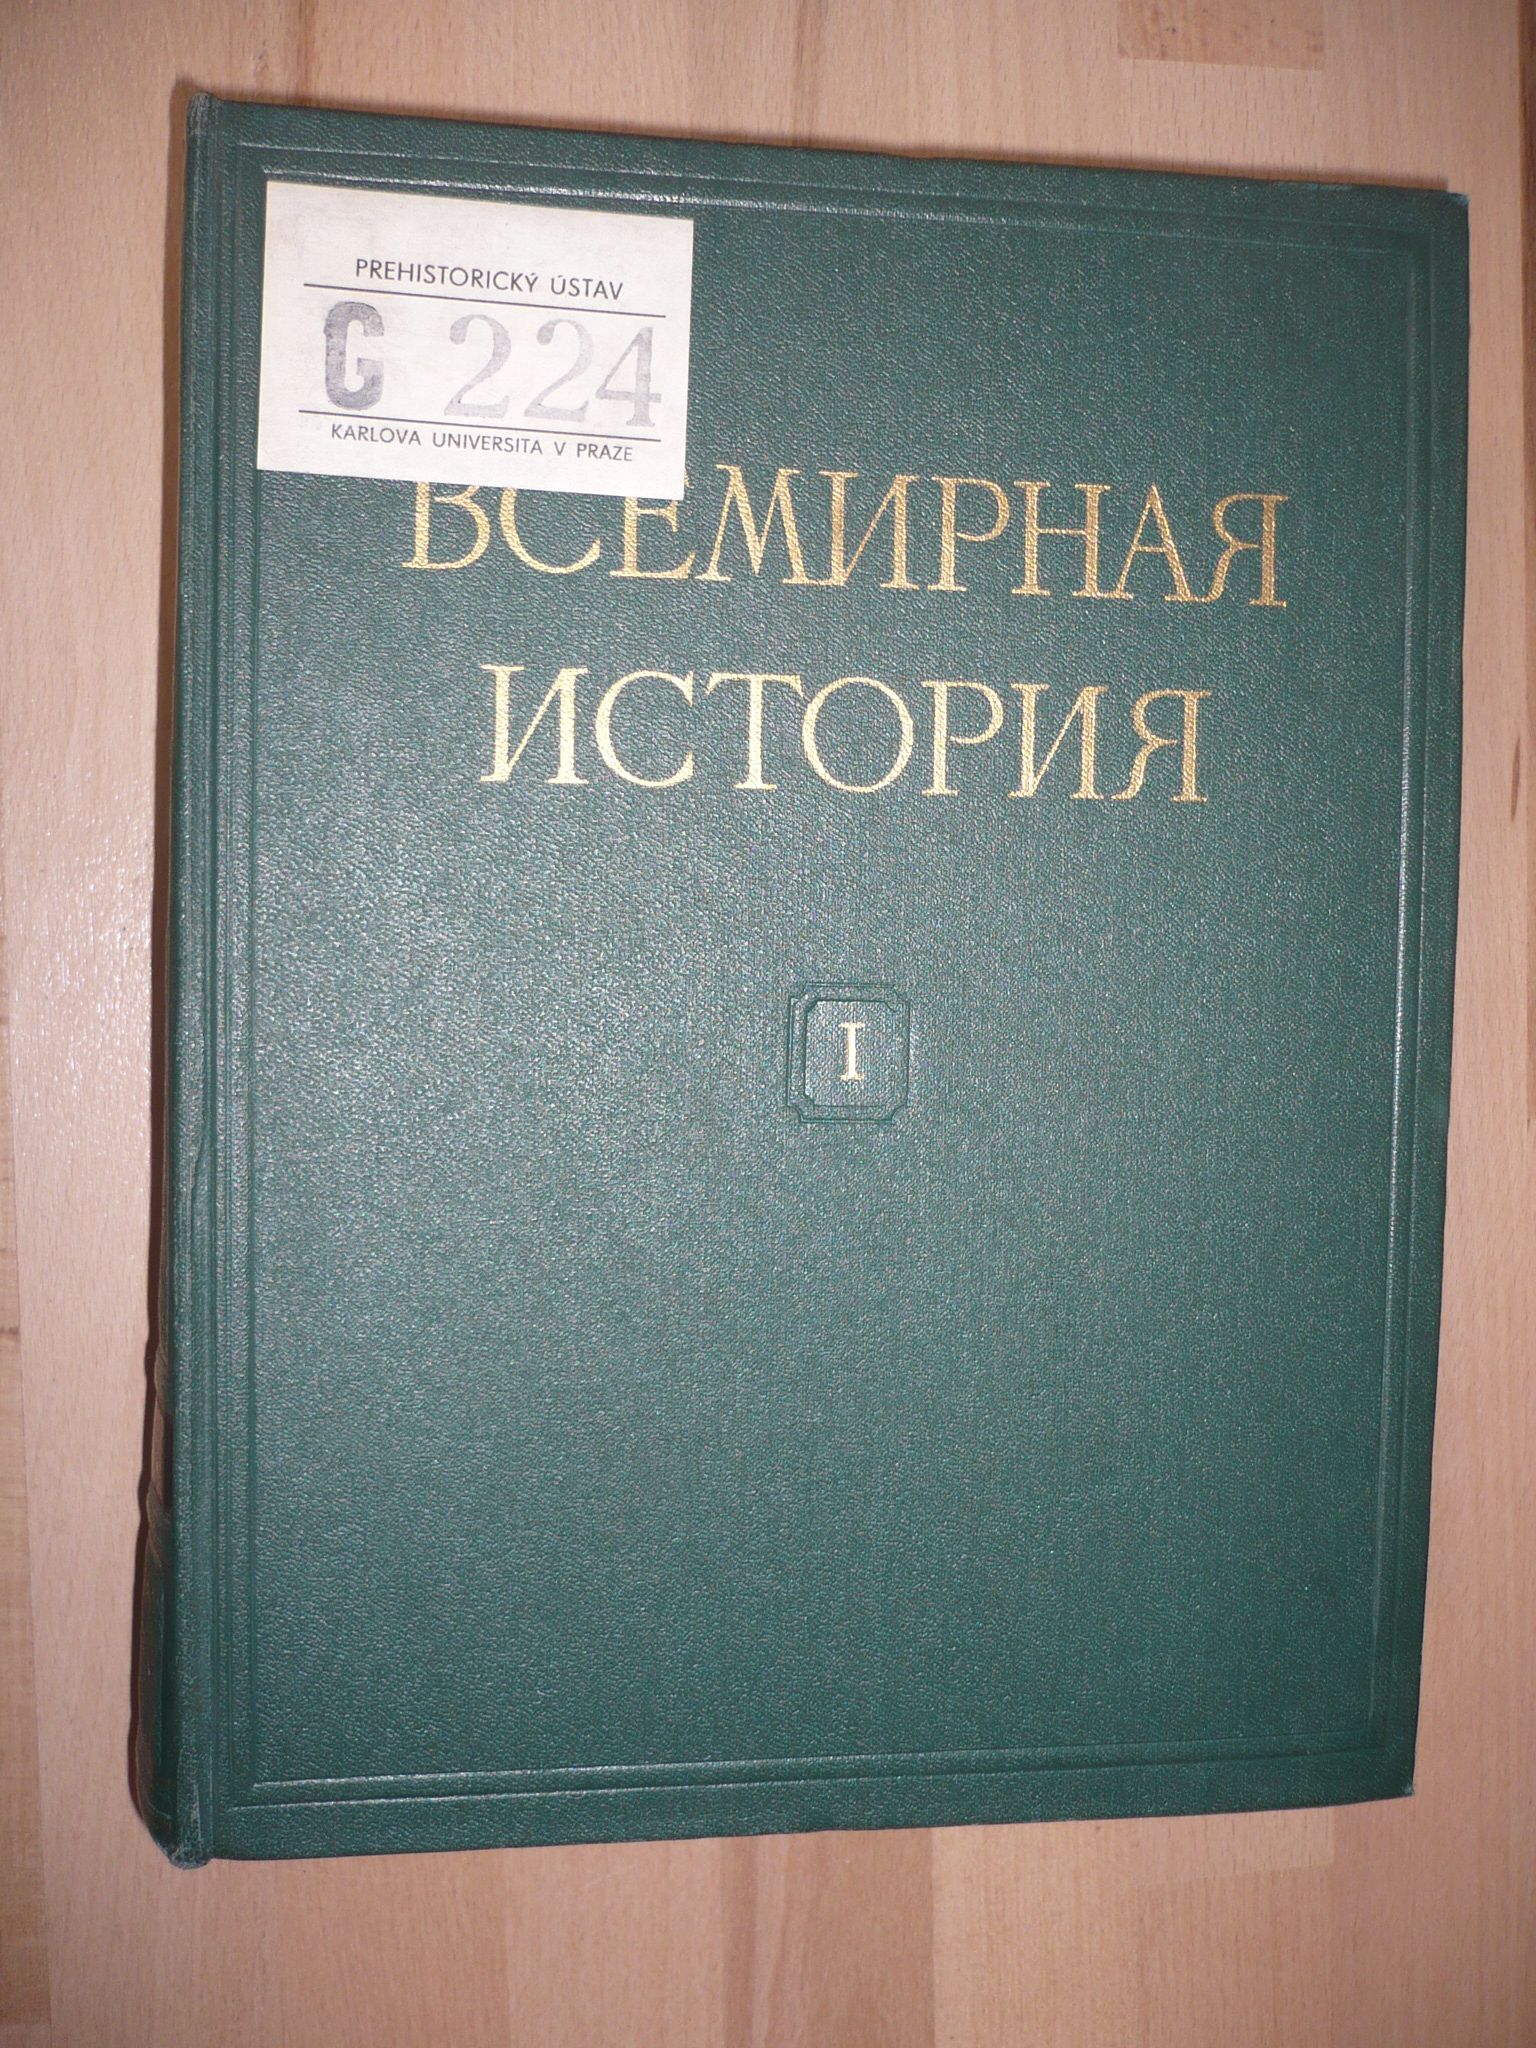 PREHISTORICKÝ ÚSTAV
G 224
KARLOVA UNIVERSITA V PRAZE
ВСЕМИРНАЯ
ИСТОРИЯ
I